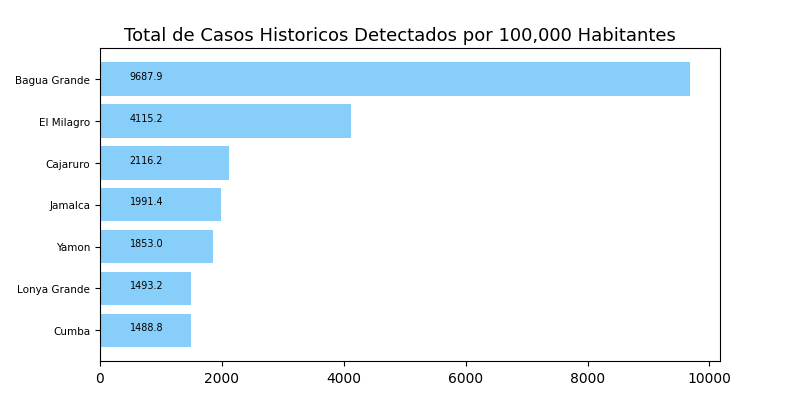 Total de Casos Historicos Detectados por 100,000 Habitantes
Bagua Grande 9687.9
El Milagro 4115.2
Cajaruro 2116.2
Jamalca 1991.4
Yamon 1853.0
Lonya Grande 1493.2
Cumba 1488.8
0 2000 4000 6000 8000 10000